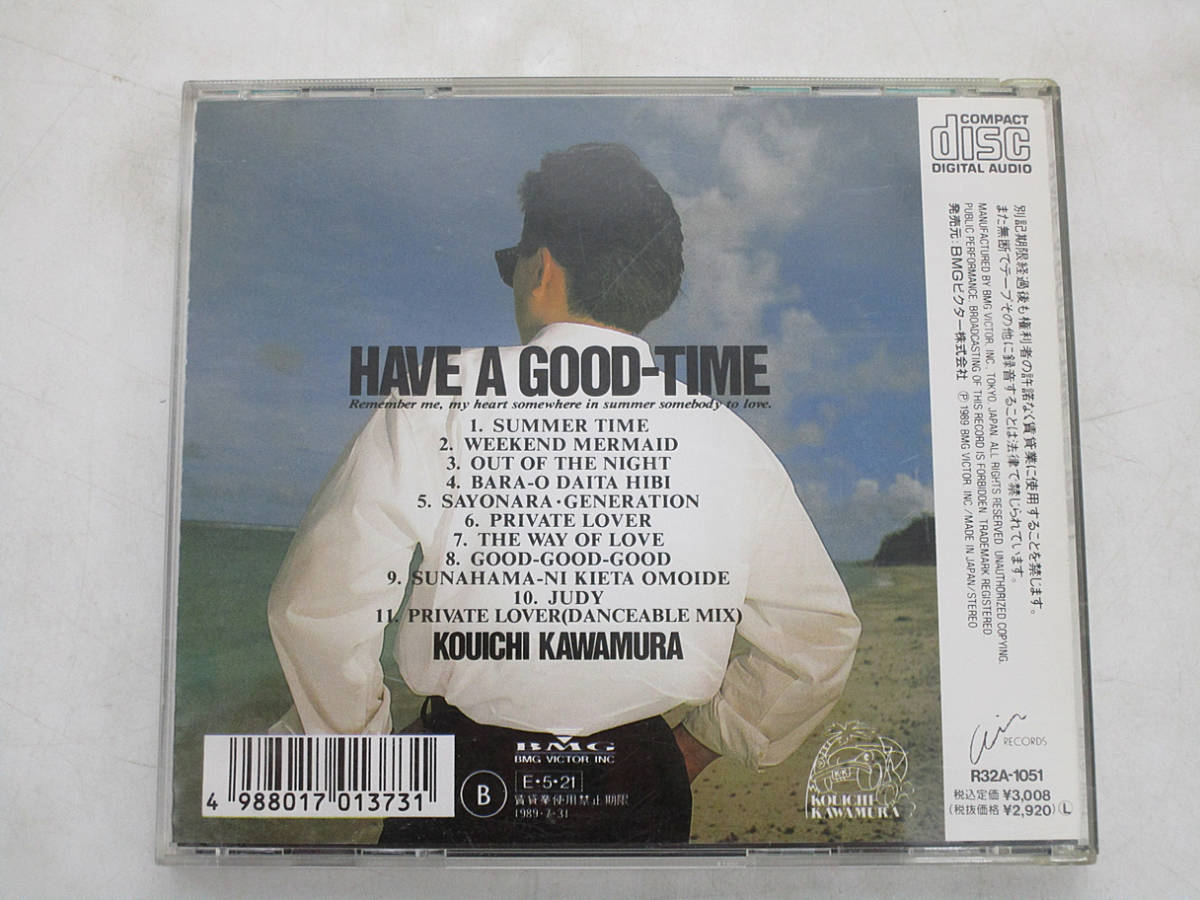 HAVE A GOOD-TIME
Remember me, my heart somewhere in summer somebody to love.
1. SUMMER TIME
2. WEEKEND MERMAID
3. OUT OF THE NIGHT
4. BARA-O DAITA HIBI
5. SAYONARA・GENERATION
6. PRIVATE LOVER
7. THE WAY OF LOVE
8. GOOD-GOOD-GOOD
9. SUNAHAMA-NI KIETA OMOIDE
10. JUDY
11. PRIVATE LOVER(DANCEABLE MIX)
KOUICHI KAWAMURA
BMG
BMG VICTOR INC
B
E・5・21
賃貸業使用禁止期限
1989・7・31
4 988017 013731
KK
KOUICHI
KAWAMURA
COMPACT
disc
DIGITAL AUDIO
別記期限経過後も権利者の許諾なく賃貸業に使用することを禁じます。
また無断でテープその他に録音することは法律で禁じられています。
MANUFACTURED BY BMG VICTOR, INC., TOKYO, JAPAN. ALL RIGHTS RESERVED. UNAUTHORIZED COPYING,
PUBLIC PERFORMANCE, BROADCASTING OF THIS RECORD IS FORBIDDEN. TRADEMARK REGISTERED
発売元:BMGビクター株式会社 Ⓟ 1989 BMG VICTOR, INC./MADE IN JAPAN/STEREO
Air RECORDS
R32A-1051
税込定価 ¥3,008
(税抜価格 ¥2,920) Ⓛ